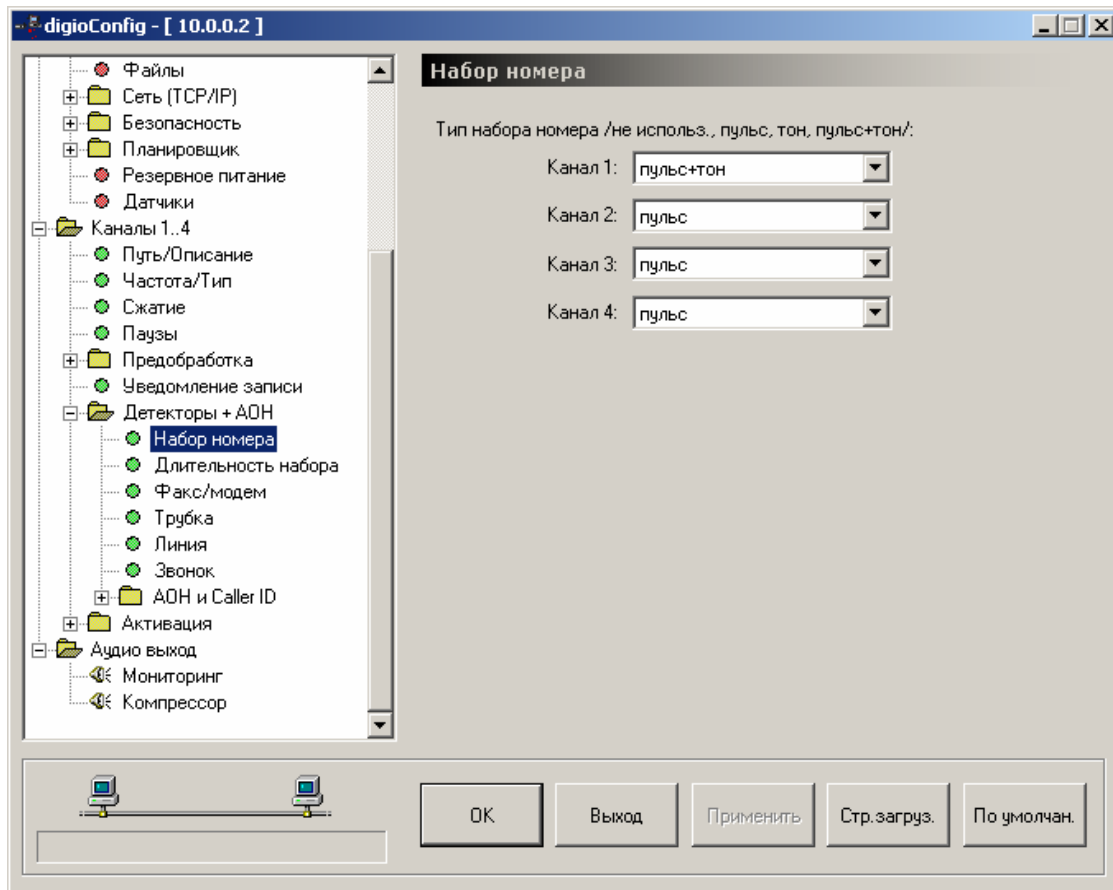 digioConfig - [ 10.0.0.2 ]
Файлы
Сеть (TCP/IP)
Безопасность
Планировщик
Резервное питание
Датчики
Каналы 1..4
Путь/Описание
Частота/Тип
Сжатие
Паузы
Предобработка
Уведомление записи
Детекторы + АОН
Набор номера
Длительность набора
Факс/модем
Трубка
Линия
Звонок
АОН и Caller ID
Активация
Аудио выход
Мониторинг
Компрессор
Набор номера
Тип набора номера /не использ., пульс, тон, пульс+тон/:
Канал 1: пульс+тон
Канал 2: пульс
Канал 3: пульс
Канал 4: пульс
OK
Выход
Применить
Стр.загруз.
По умолчан.